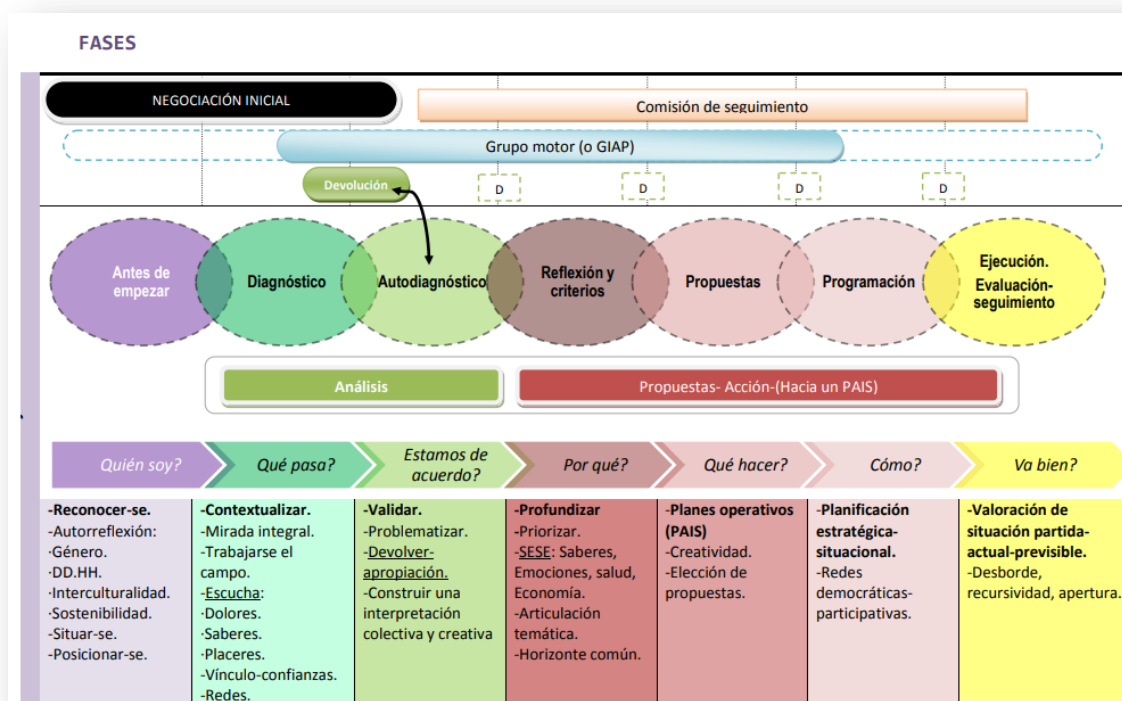 FASES
NEGOCIACIÓN INICIAL
Comisión de seguimiento
Grupo motor (o GIAP)
Devolución
D
D
D
D
Antes de
empezar
Diagnóstico
Autodiagnóstico
Reflexión y
criterios
Propuestas
Programación
Ejecución.
Evaluación-
seguimiento
Análisis
Propuestas- Acción-(Hacia un PAIS)
Quién soy?
Qué pasa?
Estamos de
acuerdo?
Por qué?
Qué hacer?
Cómo?
Va bien?
-Reconocer-se.
-Autorreflexión:
·Género.
·DD.HH.
·Interculturalidad.
·Sostenibilidad.
-Situar-se.
-Posicionar-se.
-Contextualizar.
-Mirada integral.
-Trabajarse el
campo.
-Escucha:
·Dolores.
·Saberes.
·Placeres.
-Vínculo-confianzas.
-Redes.
-Validar.
-Problematizar.
-Devolver-
apropiación.
-Construir una
interpretación
colectiva y creativa
-Profundizar
-Priorizar.
-SESE: Saberes,
Emociones, salud,
Economía.
-Articulación
temática.
-Horizonte común.
-Planes operativos
(PAIS)
-Creatividad.
-Elección de
propuestas.
-Planificación
estratégica-
situacional.
-Redes
democráticas-
participativas.
-Valoración de
situación partida-
actual-previsible.
-Desborde,
recursividad, apertura.